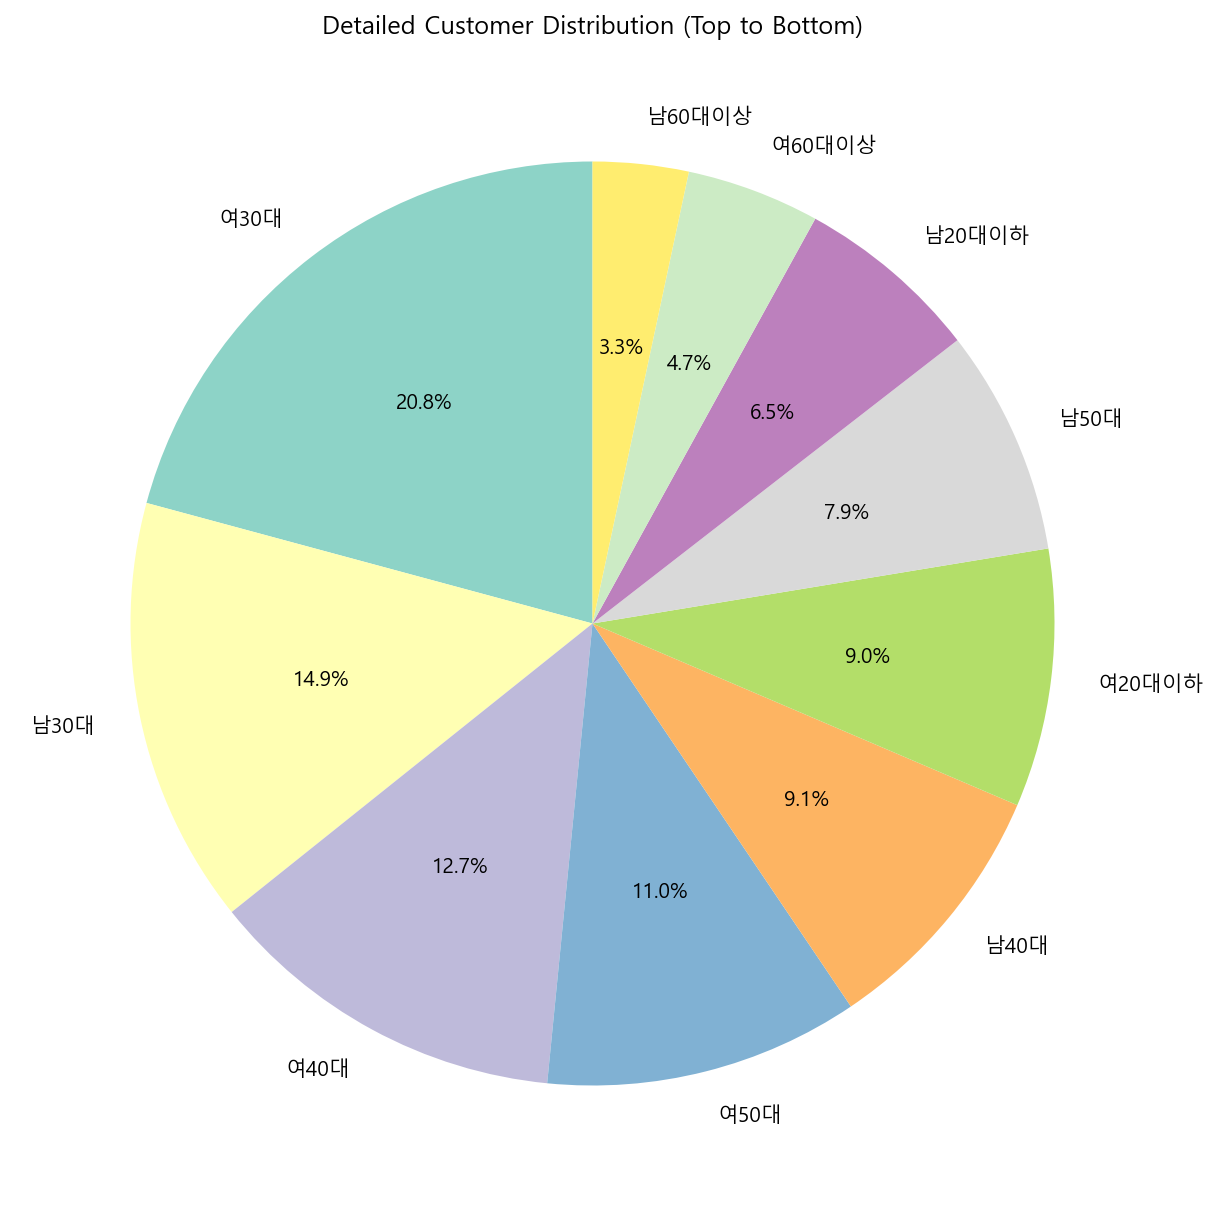 Detailed Customer Distribution (Top to Bottom)
남60대이상
여60대이상
여30대
남20대이하
3.3%
4.7%
20.8%
6.5%
남50대
7.9%
9.0%
14.9%
여20대이하
남30대
9.1%
12.7%
11.0%
남40대
여40대
여50대